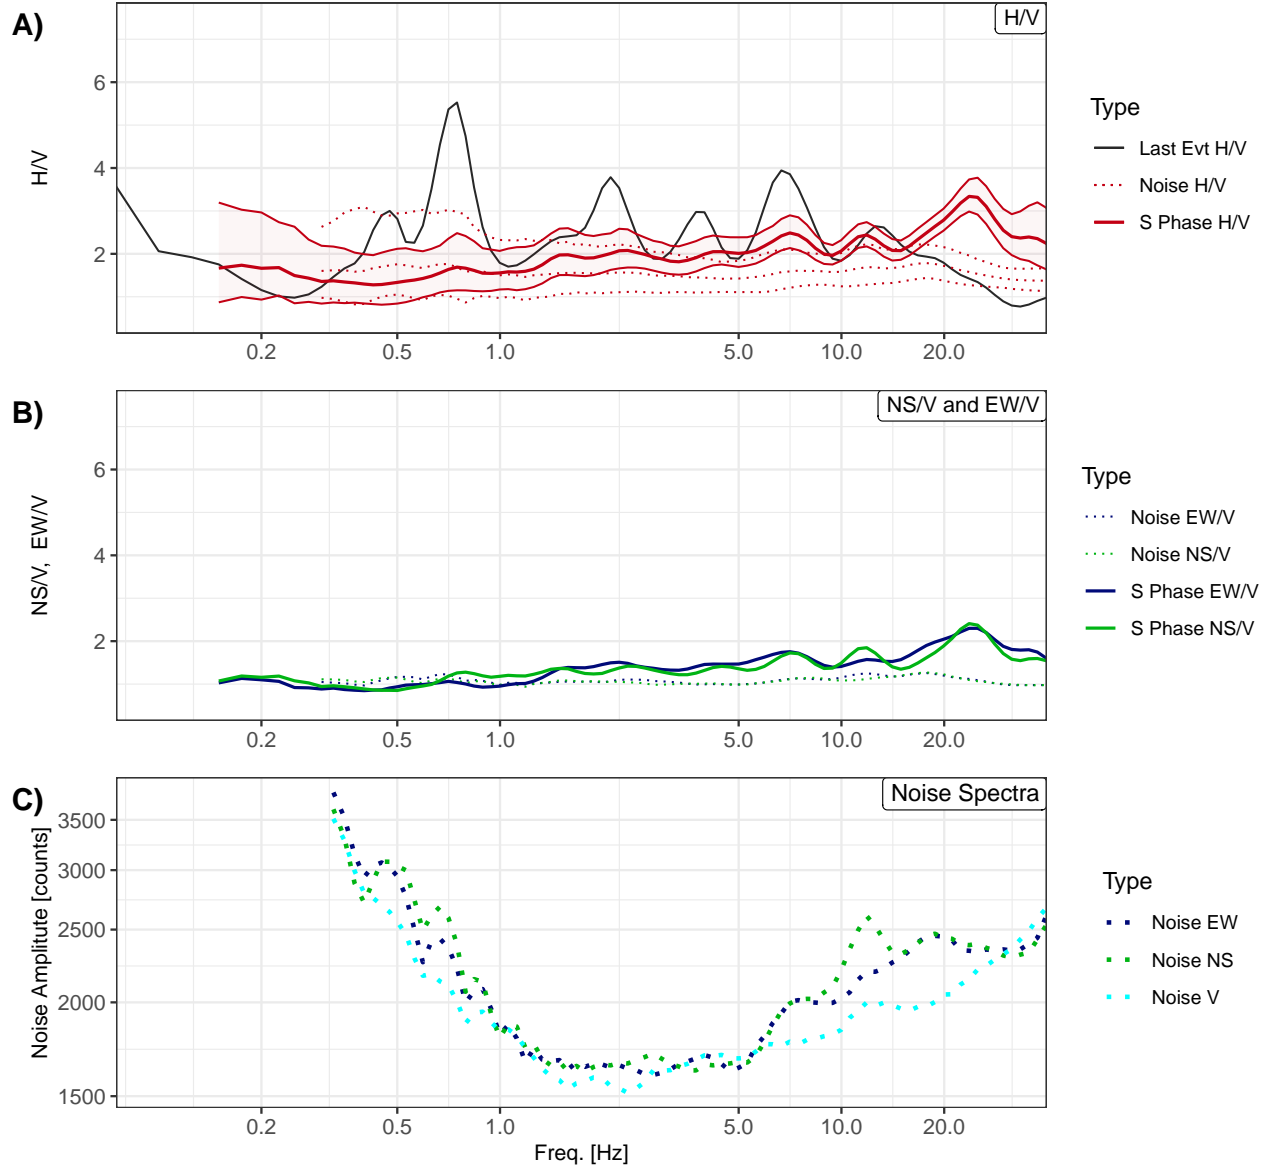 A)
H/V
6
4
2
H/V
0.2 0.5 1.0 5.0 10.0 20.0
Type
Last Evt H/V
Noise H/V
S Phase H/V
B)
NS/V and EW/V
6
4
2
NS/V, EW/V
0.2 0.5 1.0 5.0 10.0 20.0
Type
Noise EW/V
Noise NS/V
S Phase EW/V
S Phase NS/V
C)
Noise Spectra
3500
3000
2500
2000
1500
Noise Amplitute [counts]
0.2 0.5 1.0 5.0 10.0 20.0
Freq. [Hz]
Type
Noise EW
Noise NS
Noise V